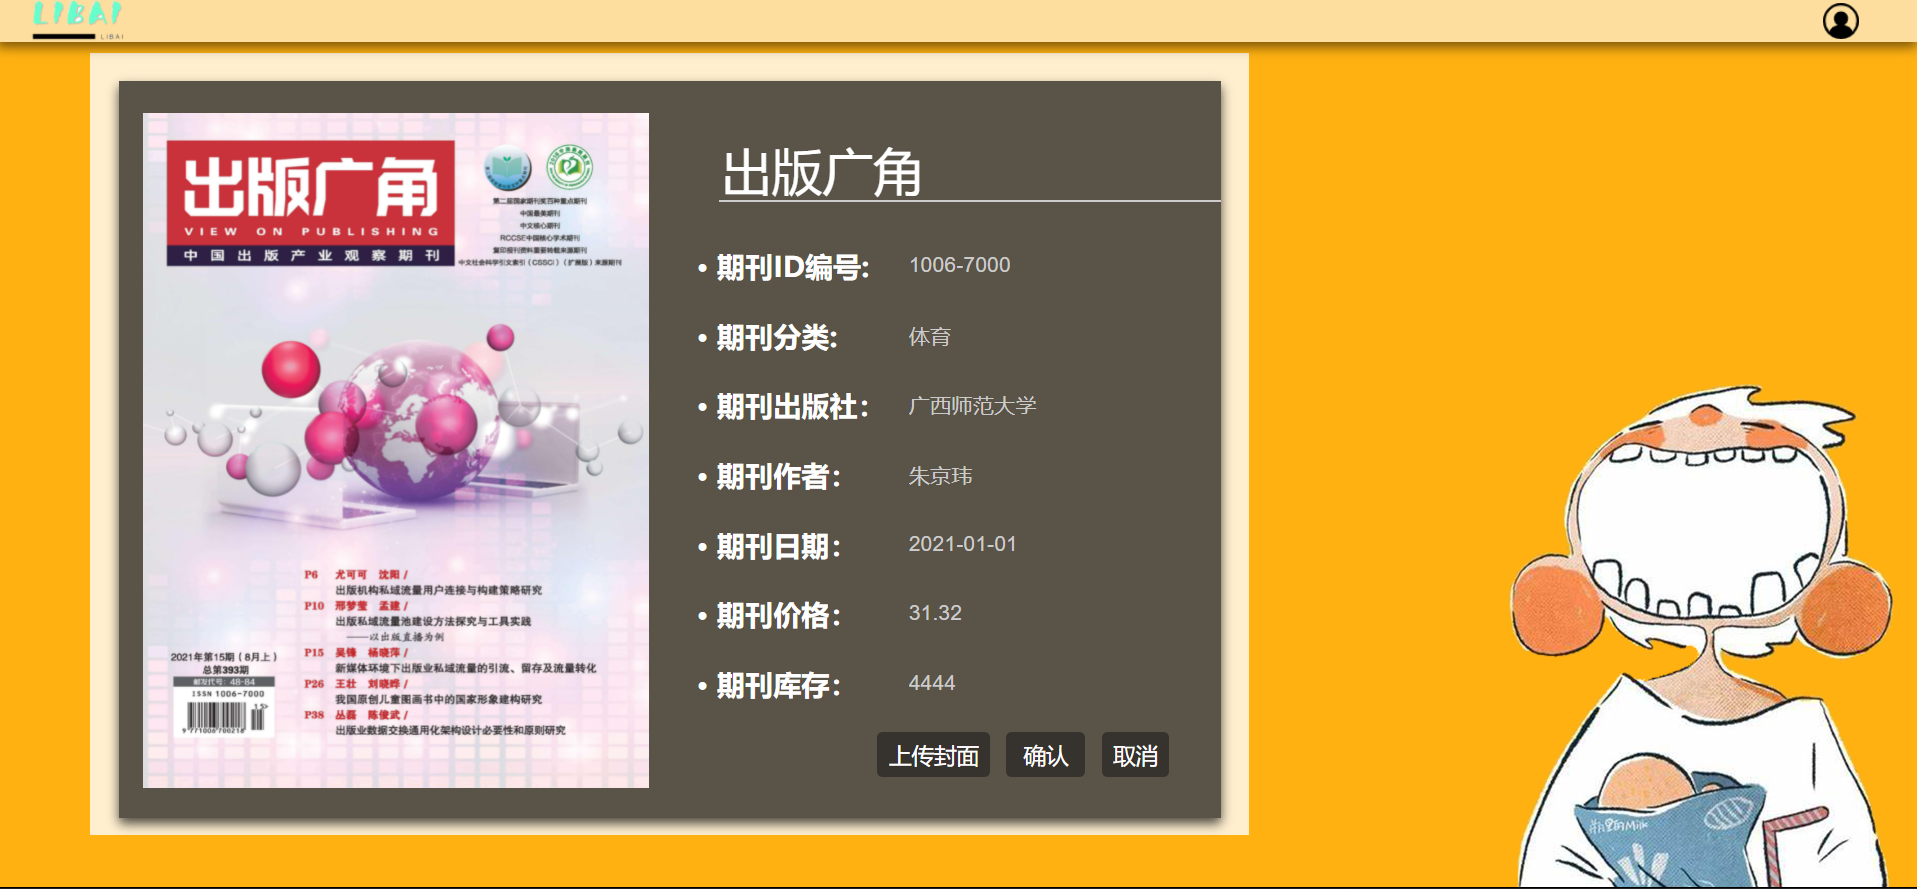 LIBAI
LIBAI
出版广角
VIEW ON PUBLISHING
中国出版产业观察期刊
第二届国家期刊奖百种重点期刊
中国最美期刊
中文核心期刊
RCCSE中国核心学术期刊
复印报刊资料重要转载来源期刊
中文社会科学引文索引（CSSCI）（扩展版）来源期刊
P6 尤可可 沈阳 /
出版机构私域流量用户连接与构建策略研究
P10 邢梦莹 孟建 /
出版私域流量池建设方法探究与工具实践
——以出版直播为例
P15 吴锋 杨晓萍 /
新媒体环境下出版业私域流量的引流、留存及流量转化
P26 王壮 刘晓晔 /
我国原创儿童图画书中的国家形象建构研究
P38 丛磊 陈俊武 /
出版业数据交换通用化架构设计必要性和原则研究
2021年第15期（8月上）
总第393期
邮发代号：48-84
ISSN 1006-7000
15>
9 771006 700218
出版广角
• 期刊ID编号: 1006-7000
• 期刊分类: 体育
• 期刊出版社： 广西师范大学
• 期刊作者： 朱京玮
• 期刊日期： 2021-01-01
• 期刊价格： 31.32
• 期刊库存： 4444
上传封面 确认 取消